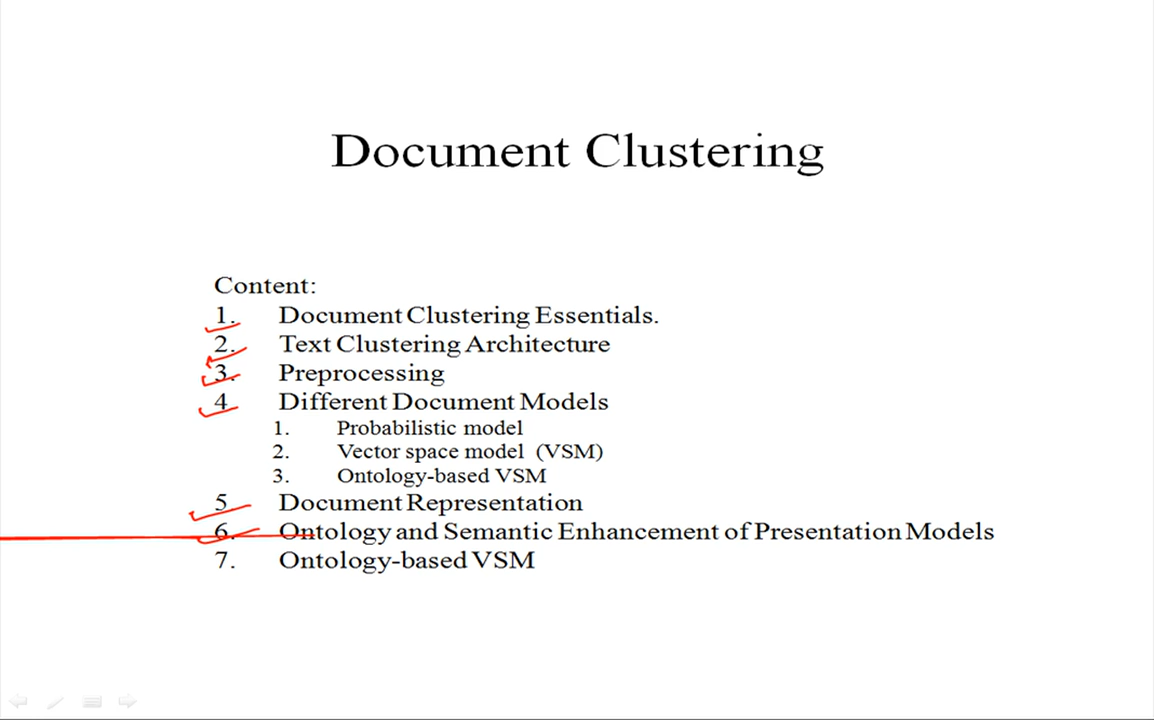 Document Clustering
Content:
1. Document Clustering Essentials.
2. Text Clustering Architecture
3. Preprocessing
4 Different Document Models
1. Probabilistic model
2. Vector space model (VSM)
3. Ontology-based VSM
5 Document Representation
6. Ontology and Semantic Enhancement of Presentation Models
7. Ontology-based VSM